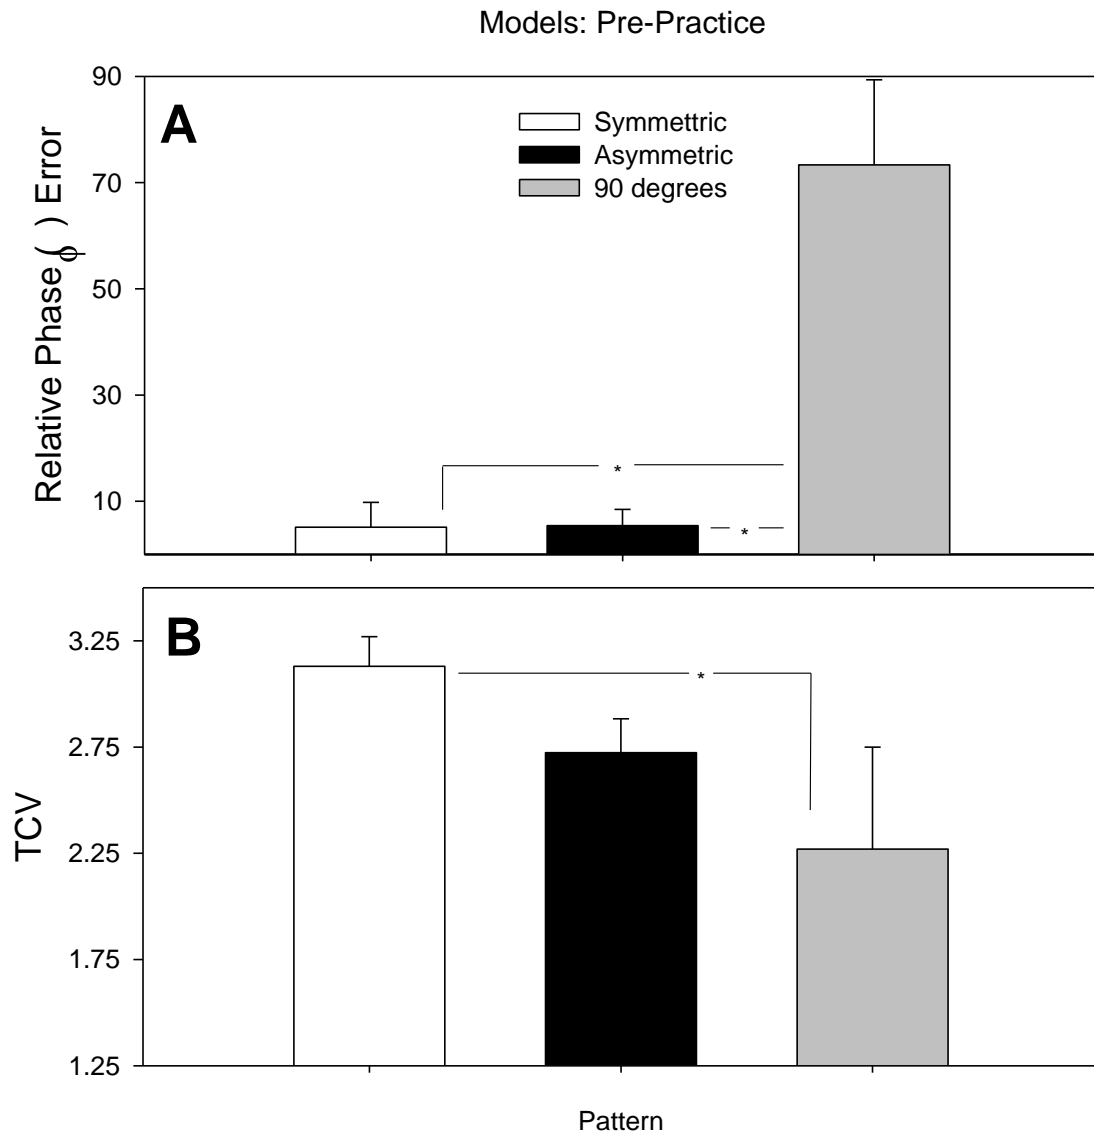 Models: Pre-Practice
90
70
50
30
10
Relative Phase (ϕ) Error
A
Symmettric
Asymmetric
90 degrees
*
*
B
3.25
2.75
2.25
1.75
1.25
TCV
*
Pattern